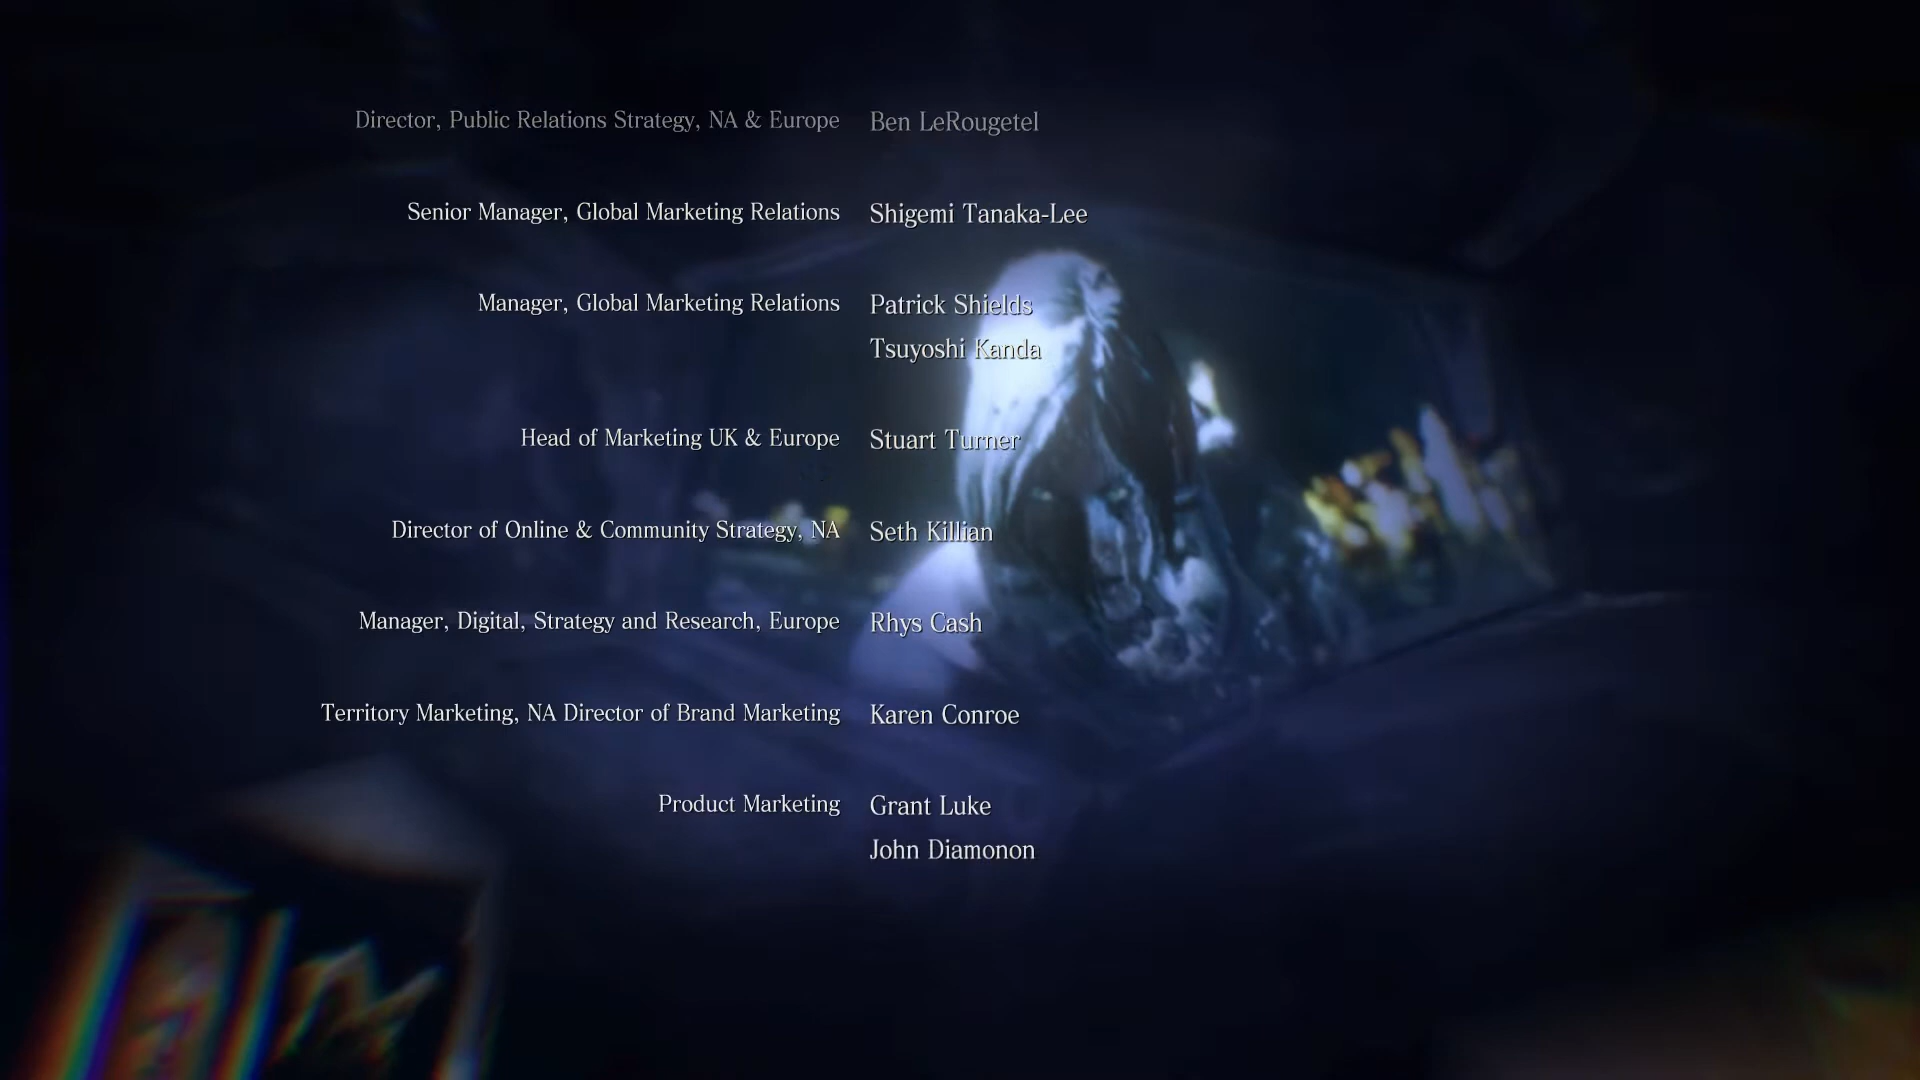 Director, Public Relations Strategy, NA & Europe Ben LeRougetel
Senior Manager, Global Marketing Relations Shigemi Tanaka-Lee
Manager, Global Marketing Relations Patrick Shields
Tsuyoshi Kanda
Head of Marketing UK & Europe Stuart Turner
Director of Online & Community Strategy, NA Seth Killian
Manager, Digital, Strategy and Research, Europe Rhys Cash
Territory Marketing, NA Director of Brand Marketing Karen Conroe
Product Marketing Grant Luke
John Diamonon